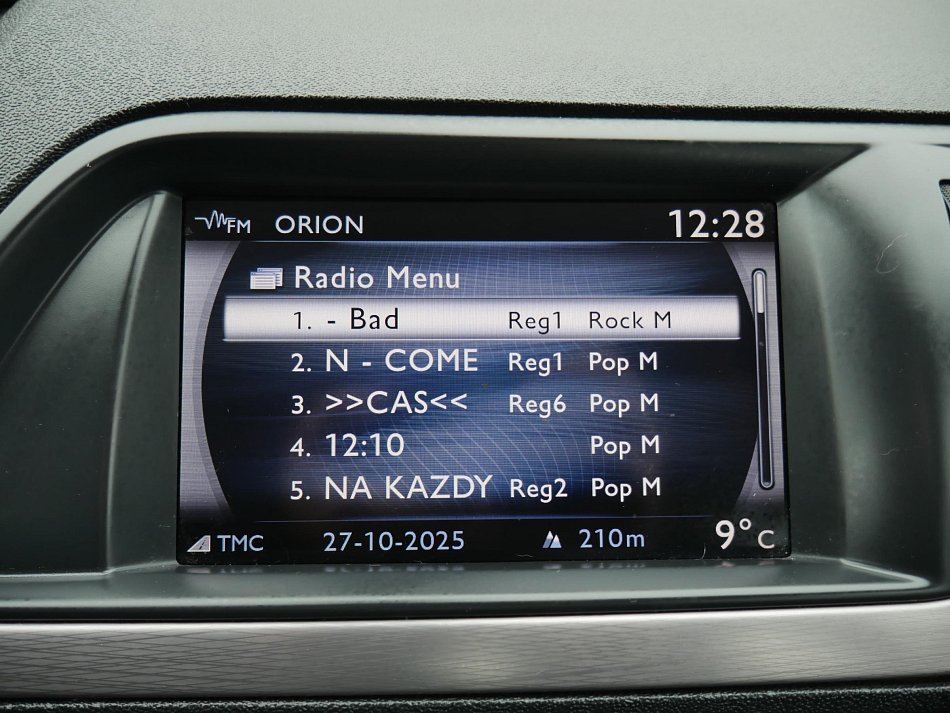 FM ORION 12:28
Radio Menu
1. - Bad Reg1 Rock M
2. N - COME Reg1 Pop M
3. >>CAS<< Reg6 Pop M
4. 12:10 Pop M
5. NA KAZDY Reg2 Pop M
TMC 27-10-2025 210m 9° C